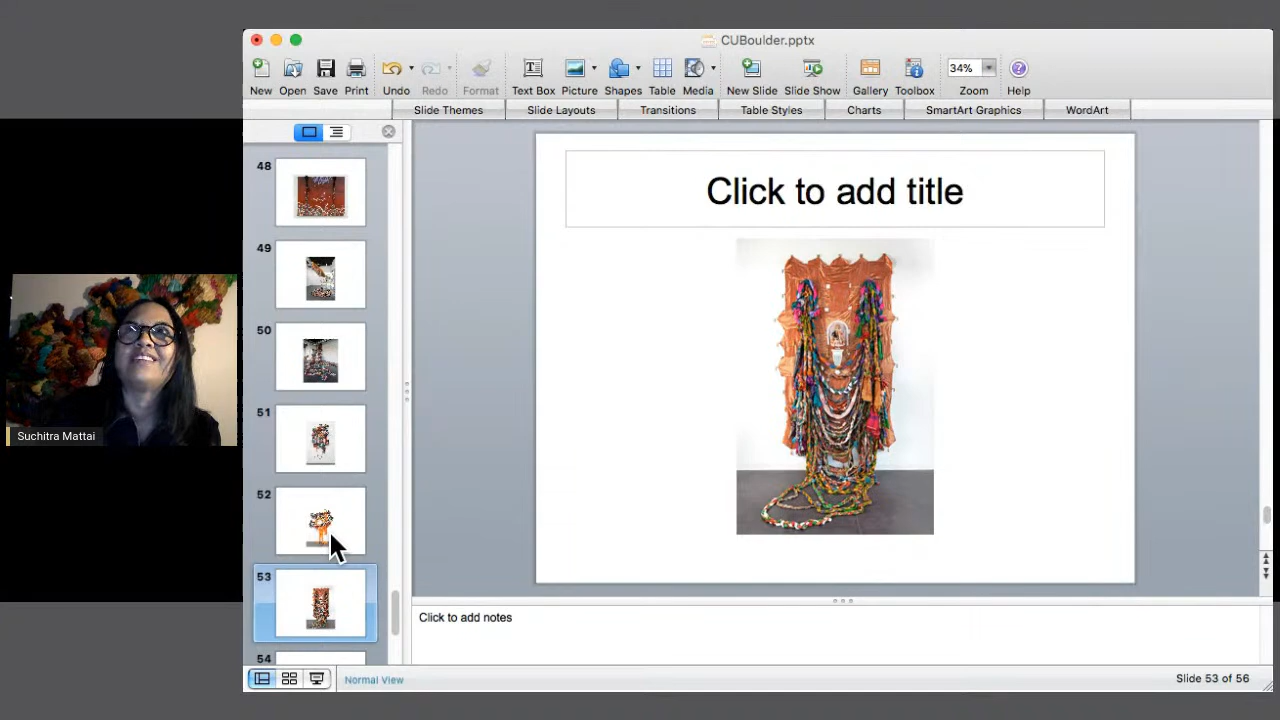 CUBoulder.pptx
New Open Save Print Undo Redo Format Text Box Picture Shapes Table Media New Slide Slide Show Gallery Toolbox 34% Zoom Help
Slide Themes Slide Layouts Transitions Table Styles Charts SmartArt Graphics WordArt
48
49
50
51
52
53
54
Click to add title
Suchitra Mattai
Click to add notes
Normal View
Slide 53 of 56